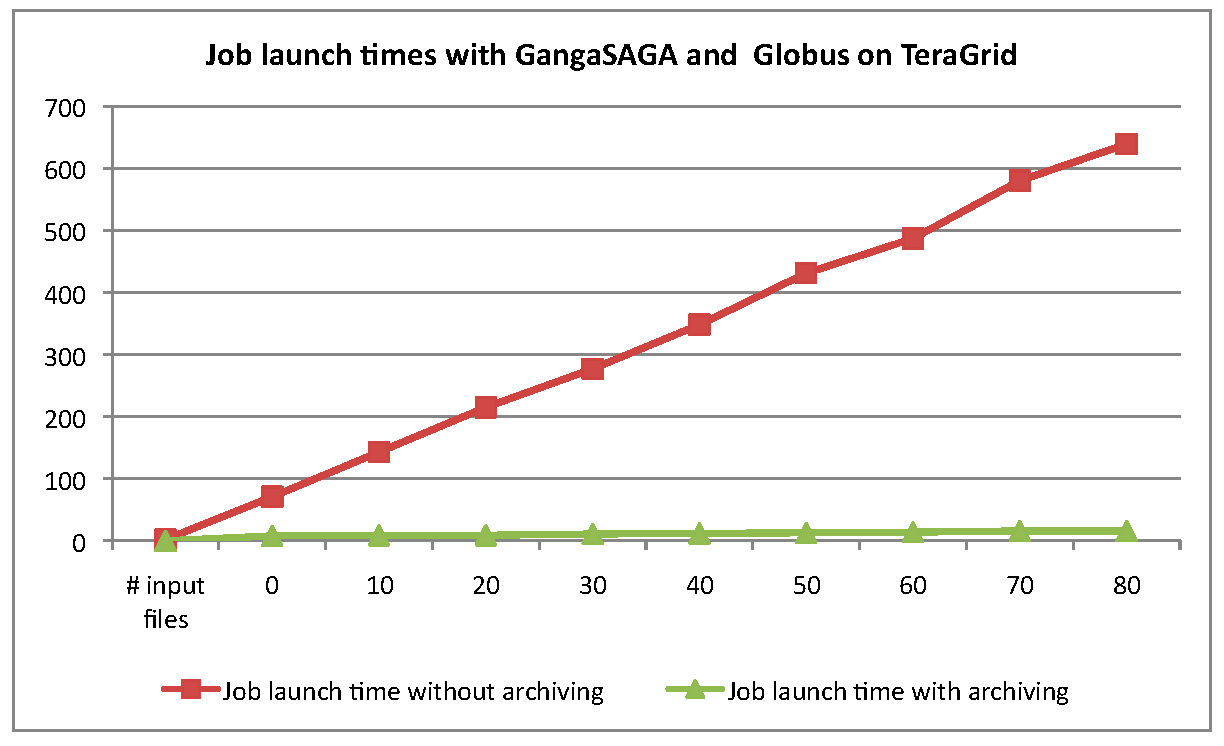 Job launch times with GangaSAGA and  Globus on TeraGrid
700
600
500
400
300
200
100
0
# input files 0 10 20 30 40 50 60 70 80
Job launch time without archiving Job launch time with archiving